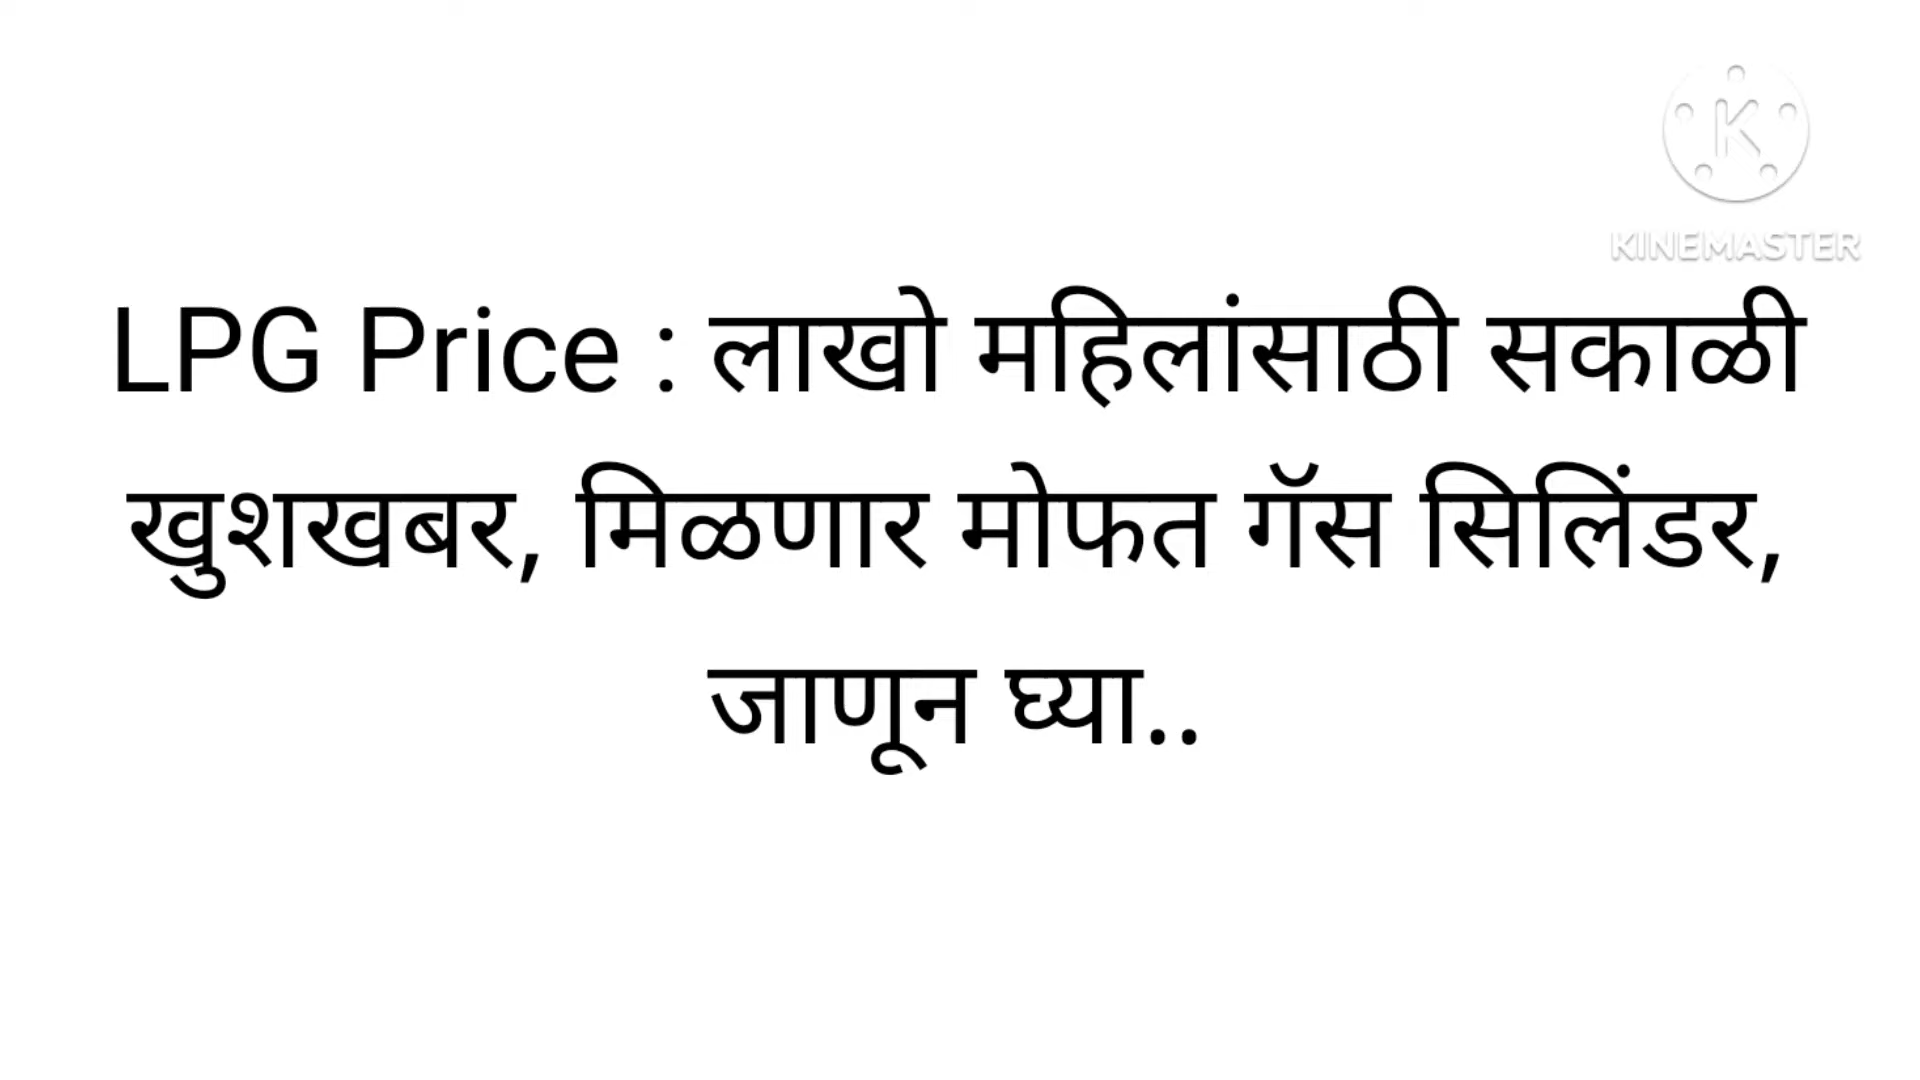 K
KINEMASTER
LPG Price : लाखो महिलांसाठी सकाळी
खुशखबर, मिळणार मोफत गॅस सिलिंडर,
जाणून घ्या..